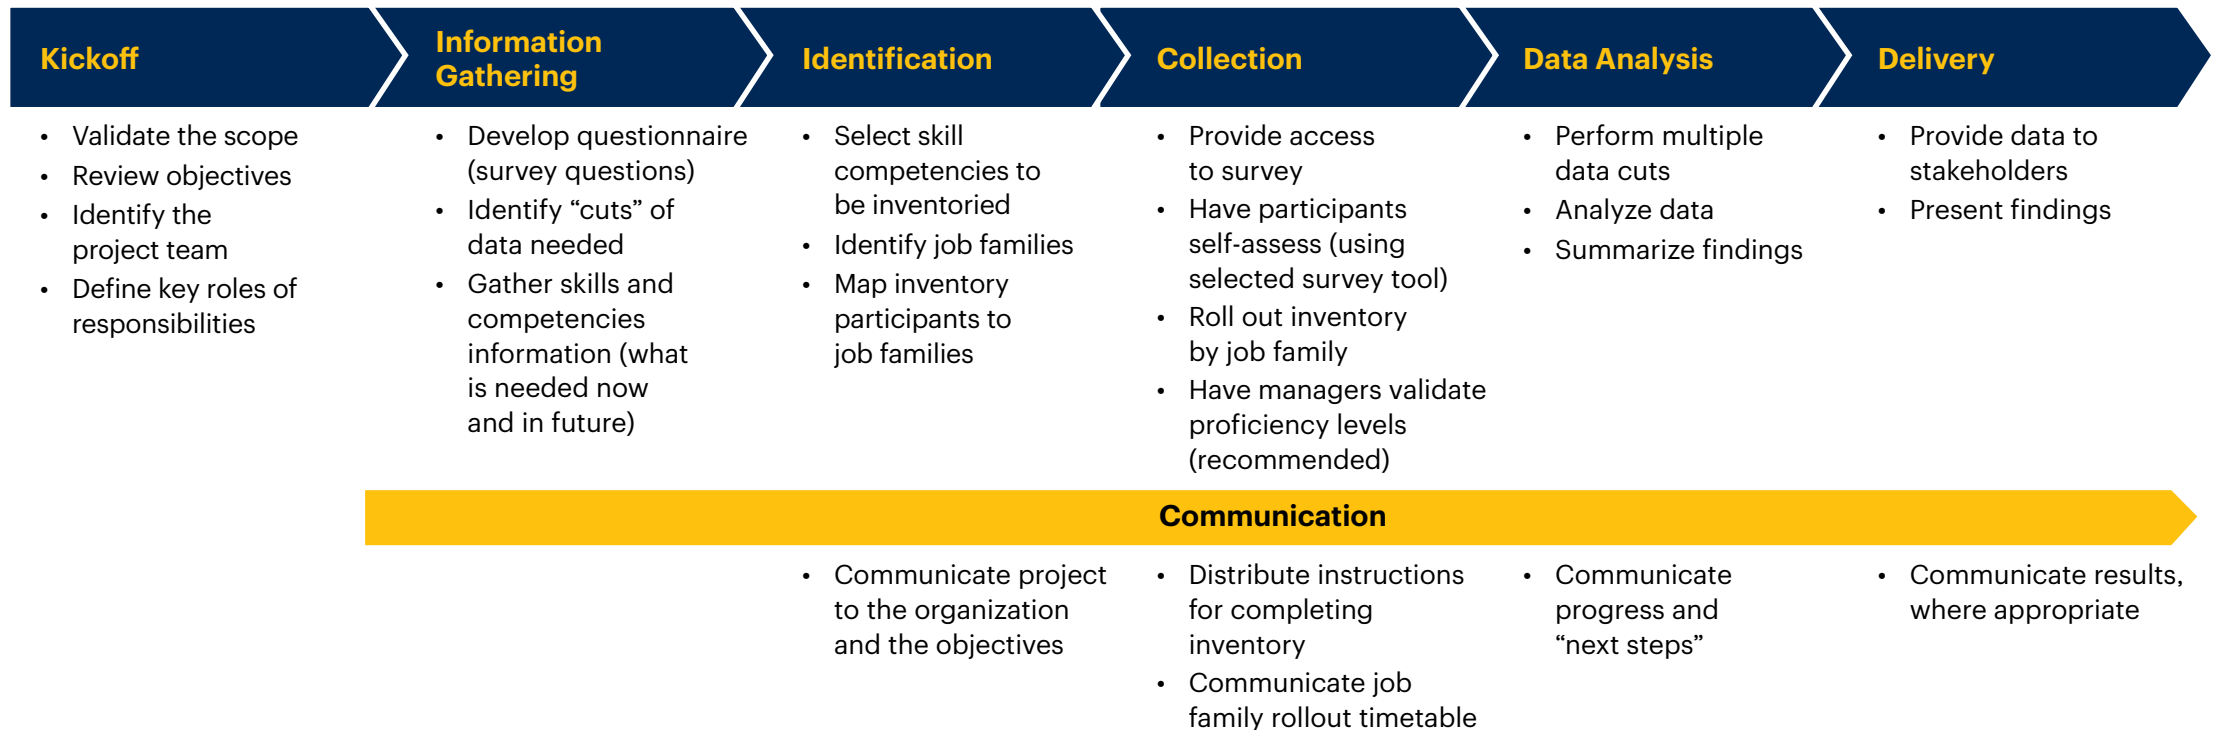 Kickoff
• Validate the scope
• Review objectives
• Identify the
project team
• Define key roles of
responsibilities
Information
Gathering
• Develop questionnaire
(survey questions)
• Identify “cuts” of
data needed
• Gather skills and
competencies
information (what
is needed now
and in future)
Identification
• Select skill
competencies to
be inventoried
• Identify job families
• Map inventory
participants to
job families
Collection
• Provide access
to survey
• Have participants
self-assess (using
selected survey tool)
• Roll out inventory
by job family
• Have managers validate
proficiency levels
(recommended)
Data Analysis
• Perform multiple
data cuts
• Analyze data
• Summarize findings
Delivery
• Provide data to
stakeholders
• Present findings
Communication
• Communicate project
to the organization
and the objectives
• Distribute instructions
for completing
inventory
• Communicate job
family rollout timetable
• Communicate
progress and
“next steps”
• Communicate results,
where appropriate